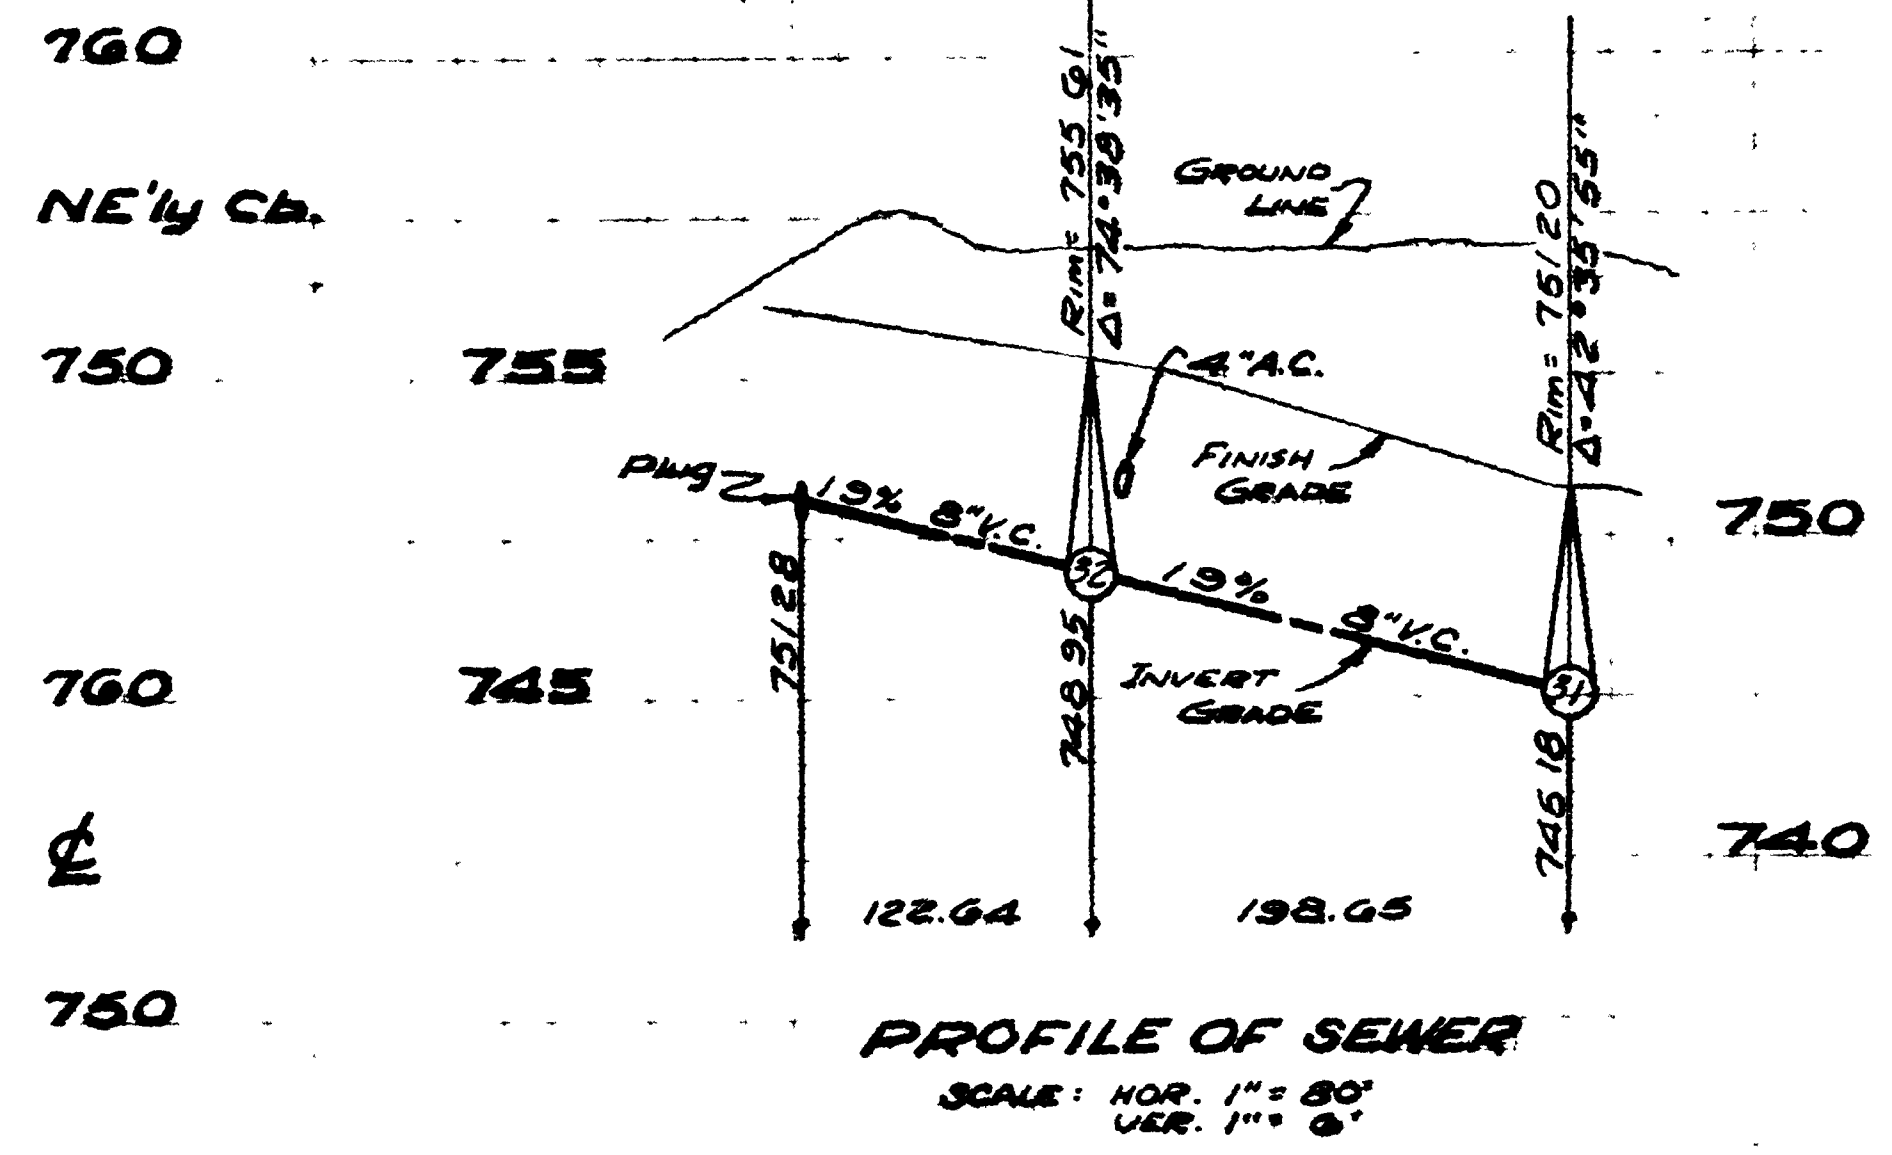 760
NE'ly Cb.
750
755
760
745
℄
750
750
740
Rim= 755 61
Δ= 74°38'35"
GROUND
LINE
Rim= 751 20
Δ=42°35'55"
4"A.C.
FINISH
GRADE
Plug
1 9% 8"V.C.
32
1 9%
8"V.C.
INVERT
GRADE
31
751 28
748 95
746 18
122.64
198.65
PROFILE OF SEWER
SCALE: HOR. 1"= 80'
VER. 1"=